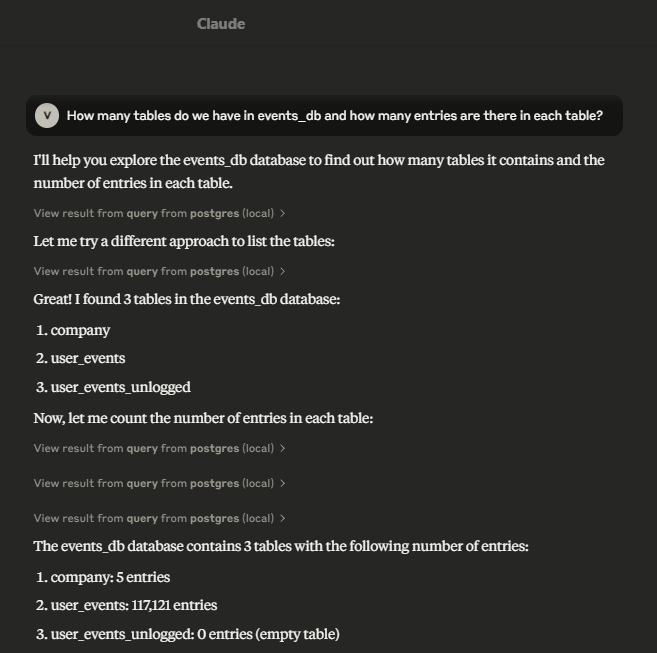 Claude
V How many tables do we have in events_db and how many entries are there in each table?
I'll help you explore the events_db database to find out how many tables it contains and the
number of entries in each table.
View result from query from postgres (local) >
Let me try a different approach to list the tables:
View result from query from postgres (local) >
Great! I found 3 tables in the events_db database:
1. company
2. user_events
3. user_events_unlogged
Now, let me count the number of entries in each table:
View result from query from postgres (local) >
View result from query from postgres (local) >
View result from query from postgres (local) >
The events_db database contains 3 tables with the following number of entries:
1. company: 5 entries
2. user_events: 117,121 entries
3. user_events_unlogged: 0 entries (empty table)